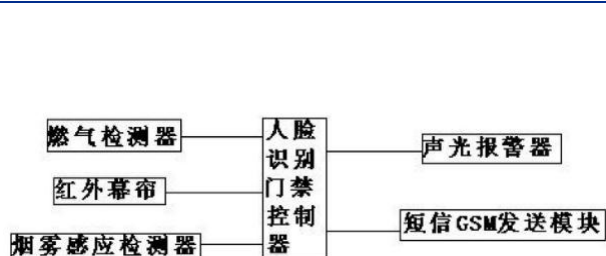 燃气检测器
红外幕帘
烟雾感应检测器
人脸
识别
门禁
控制
器
声光报警器
短信GSM发送模块